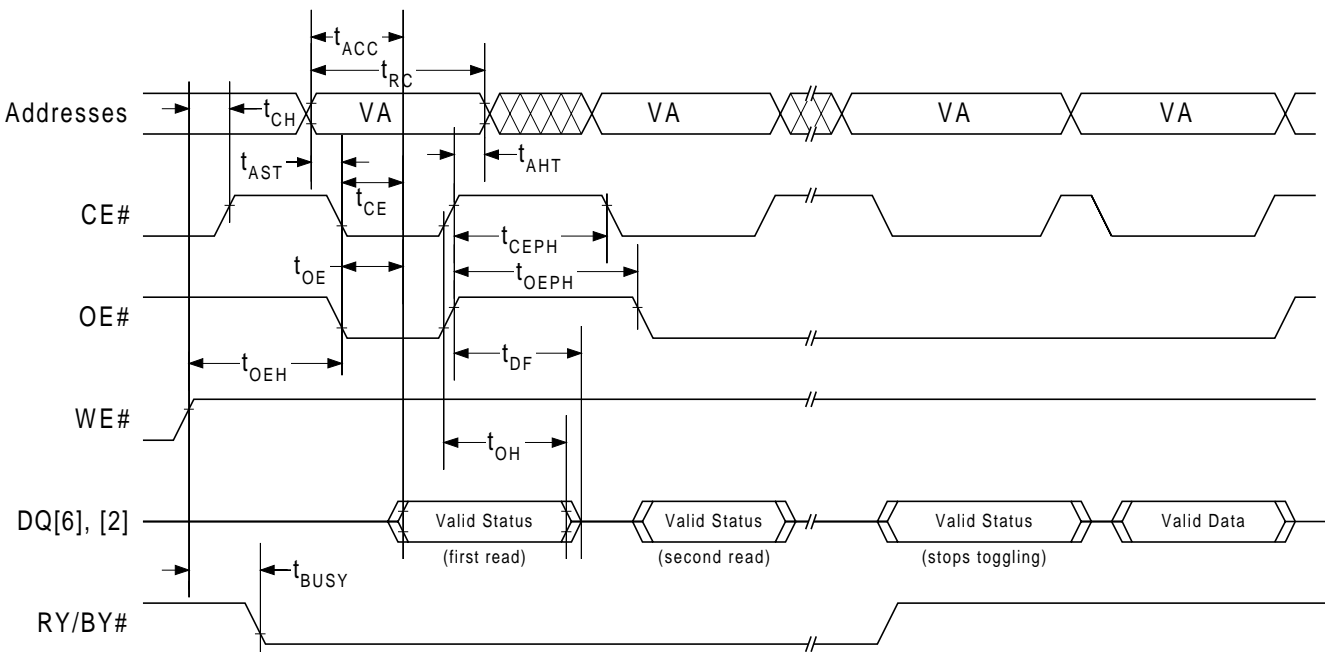 tACC
tRC
Addresses
VA
VA
VA
VA
tCH
tAST
tAHT
tCE
CE#
tCEPH
tOE
tOEPH
OE#
tOEH
tDF
WE#
tOH
DQ[6], [2]
Valid Status
Valid Status
Valid Status
Valid Data
(first read)
(second read)
(stops toggling)
tBUSY
RY/BY#